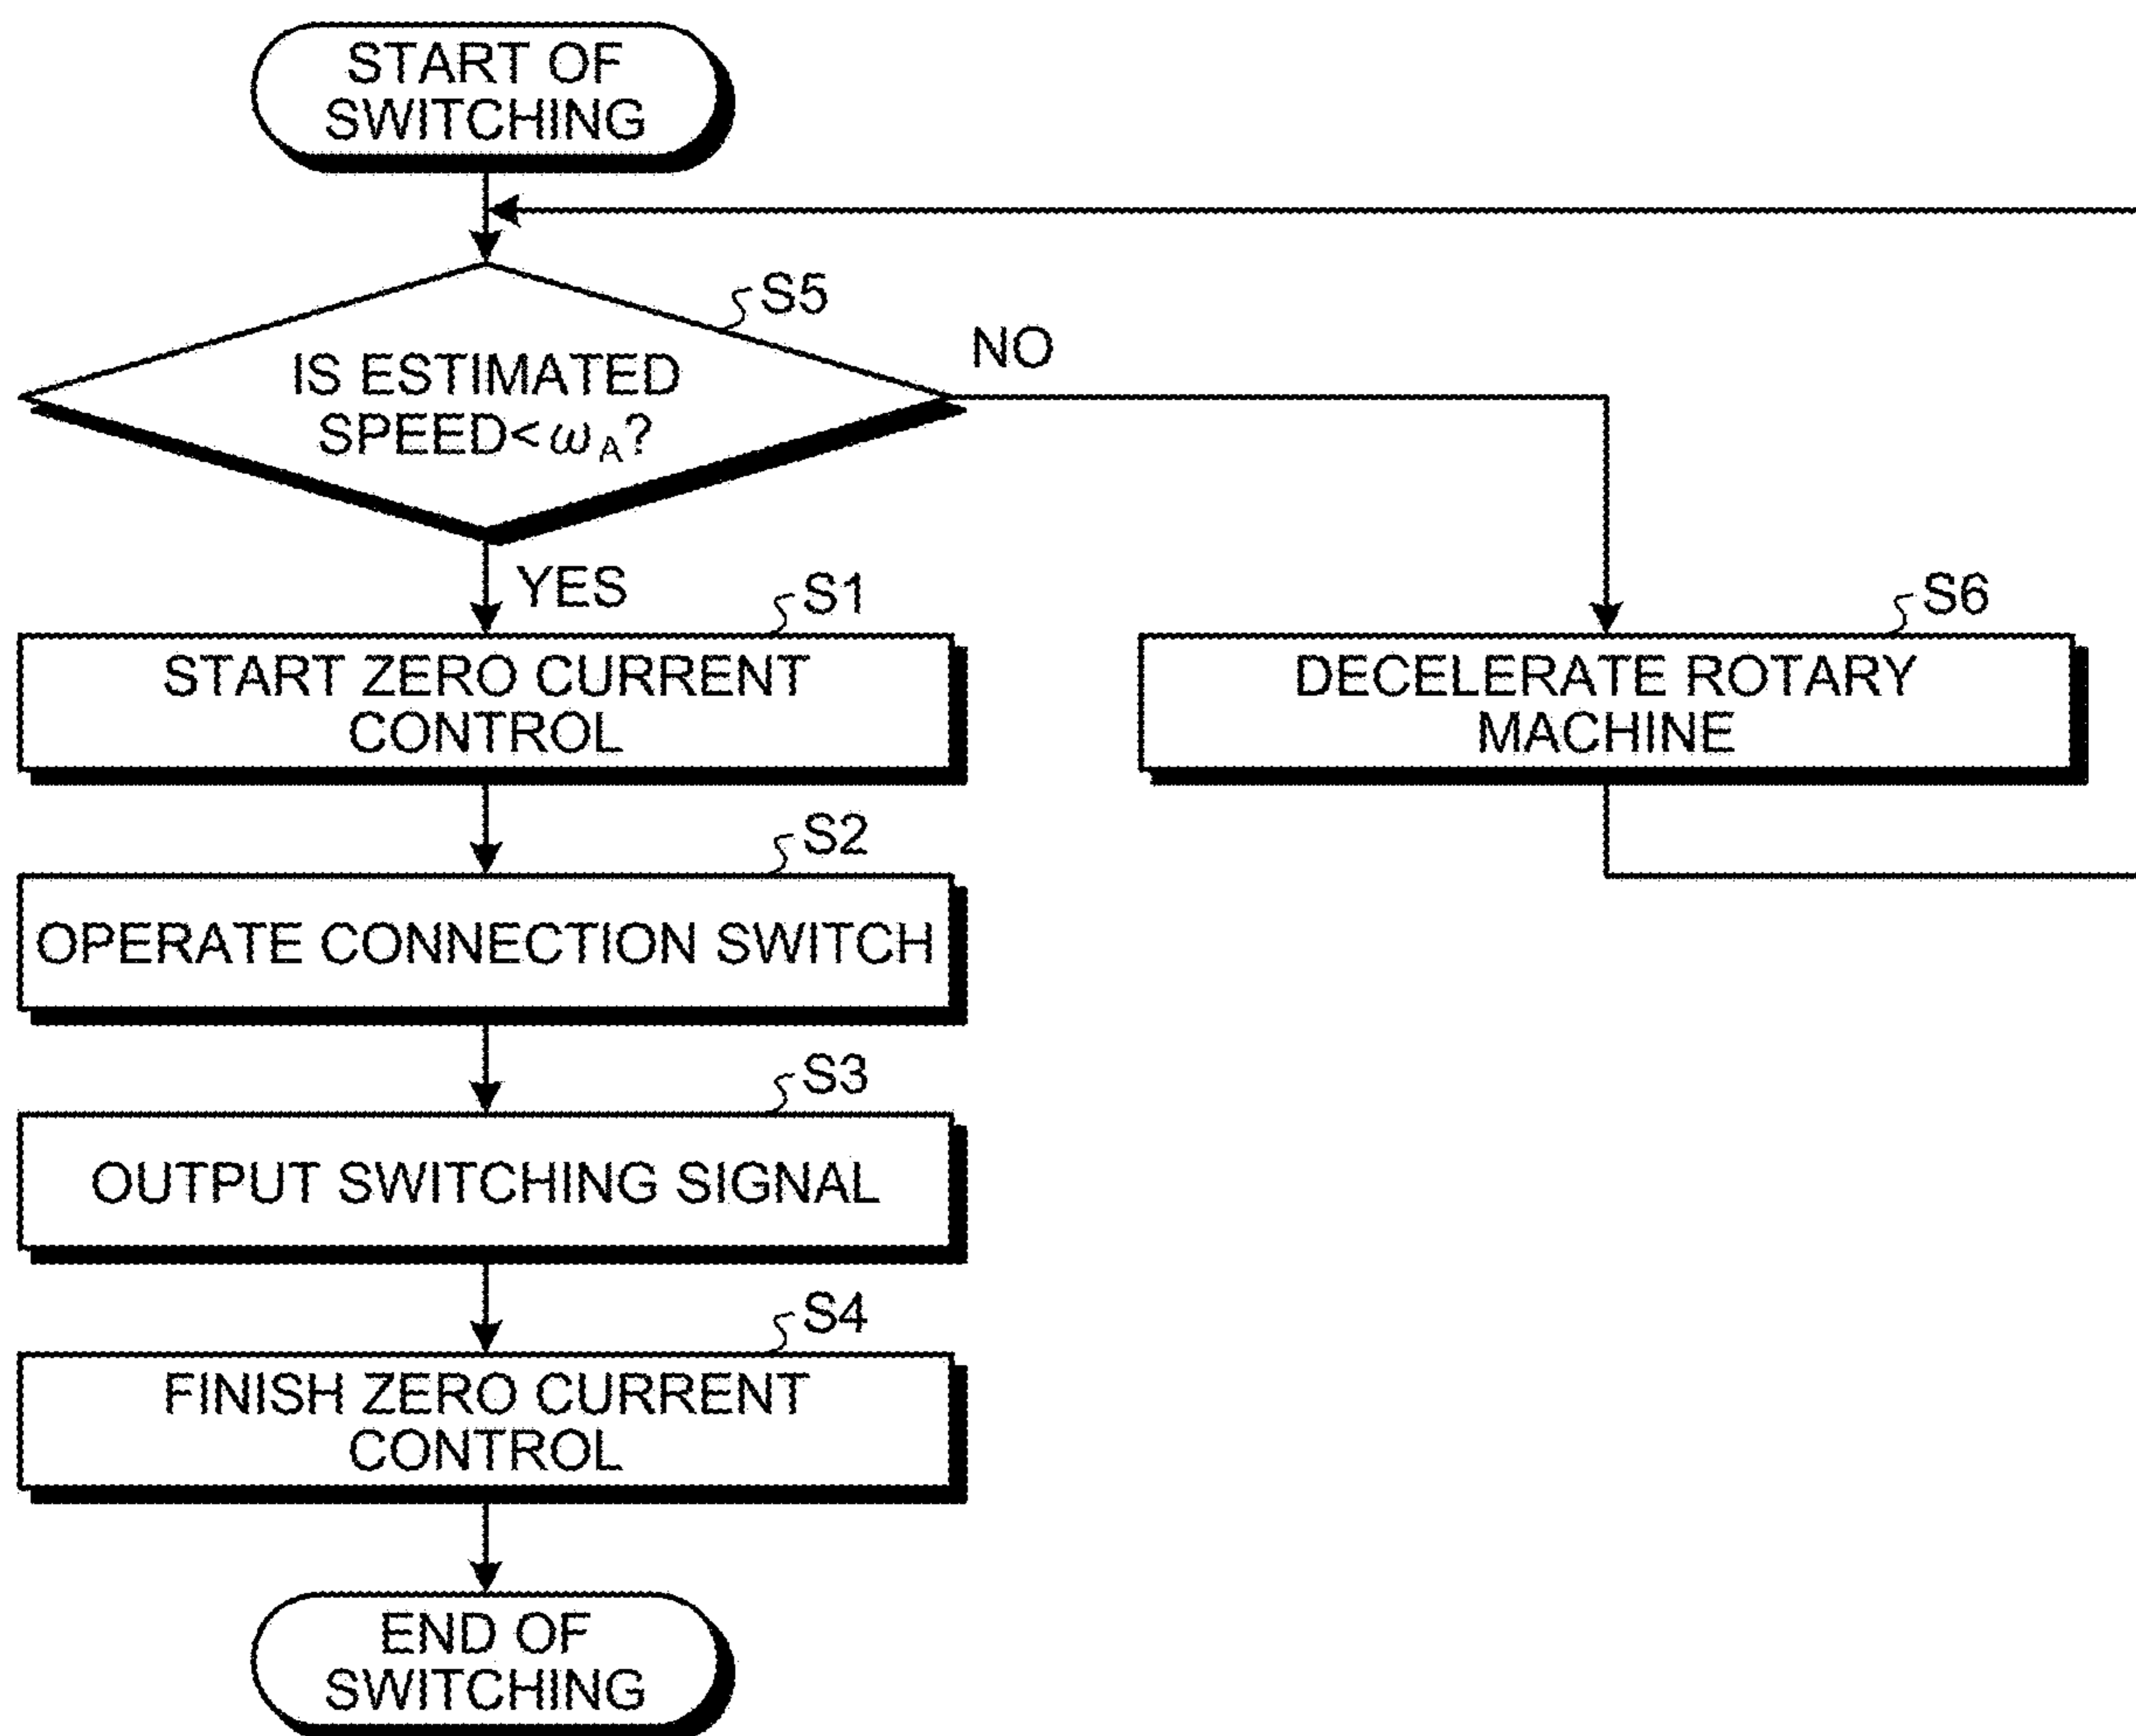 START OF
SWITCHING
S5
IS ESTIMATED
SPEED<ωA?
NO
YES
S1
START ZERO CURRENT
CONTROL
S6
DECELERATE ROTARY
MACHINE
S2
OPERATE CONNECTION SWITCH
S3
OUTPUT SWITCHING SIGNAL
S4
FINISH ZERO CURRENT
CONTROL
END OF
SWITCHING